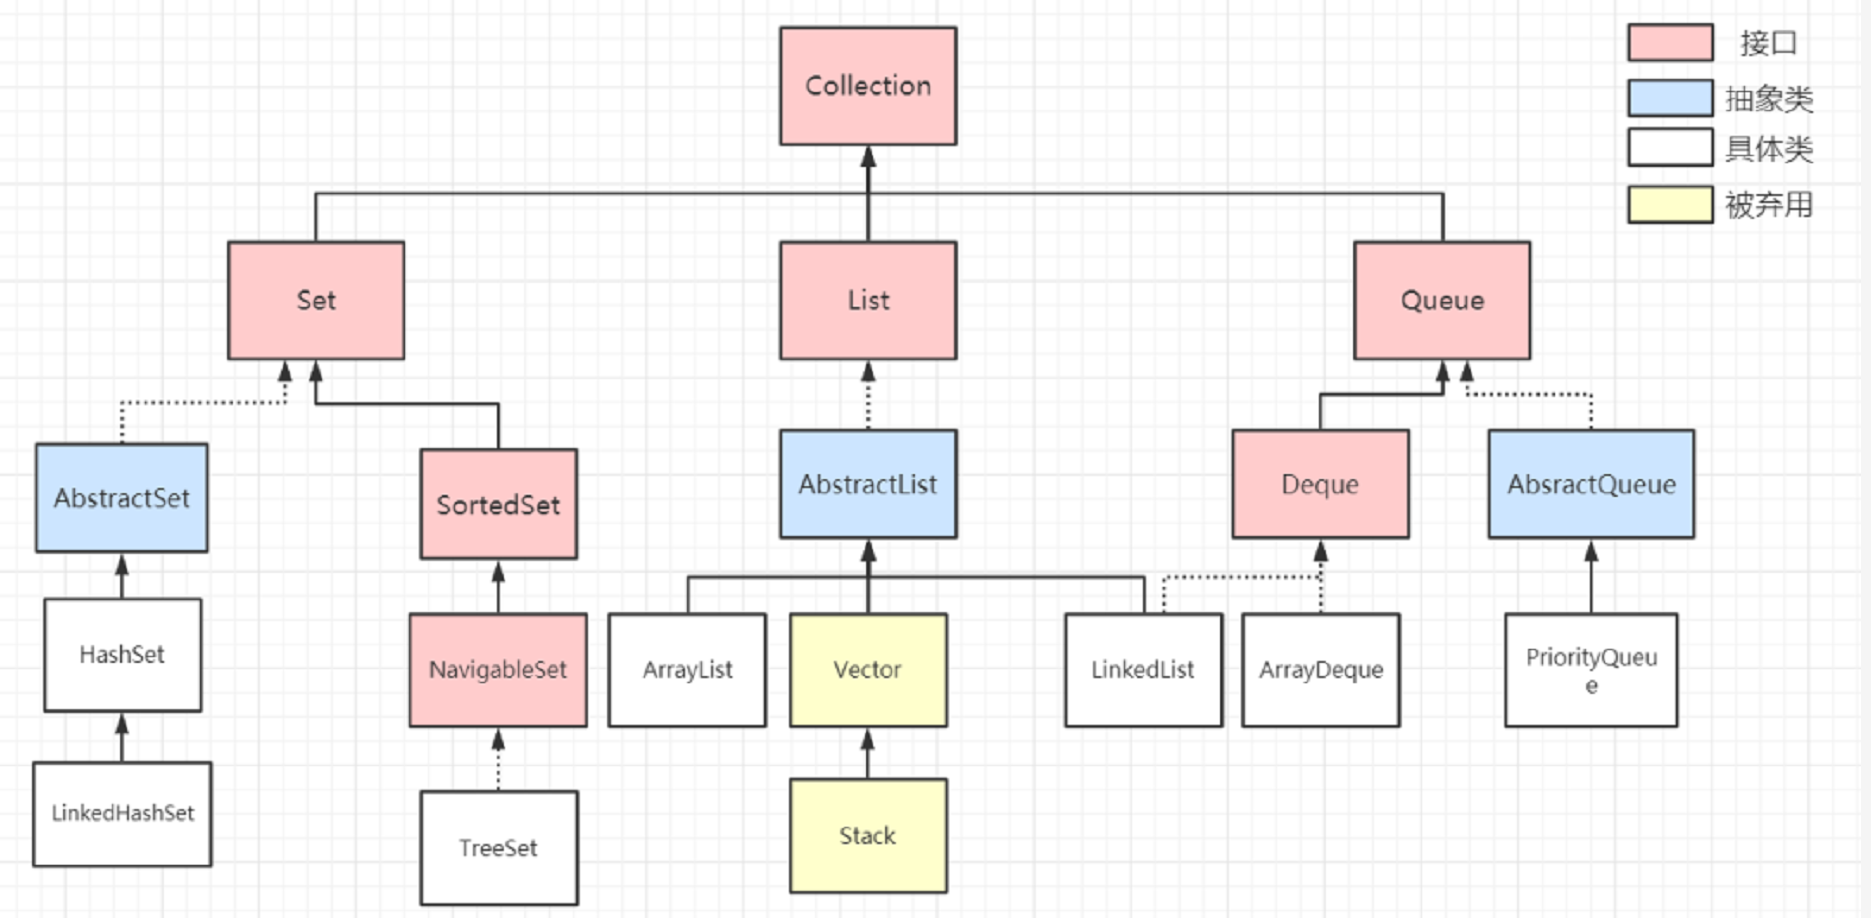 Collection
接口
抽象类
具体类
被弃用
Set
List
Queue
AbstractSet
SortedSet
AbstractList
Deque
AbsractQueue
HashSet
NavigableSet
ArrayList
Vector
LinkedList
ArrayDeque
PriorityQueu
e
LinkedHashSet
TreeSet
Stack